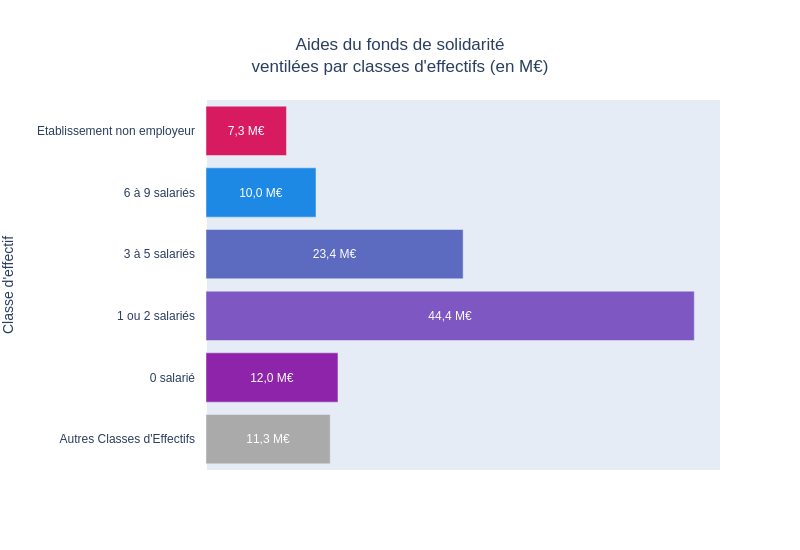 Aides du fonds de solidarité
ventilées par classes d'effectifs (en M€)
Classe d'effectif
Etablissement non employeur
7,3 M€
6 à 9 salariés
10,0 M€
3 à 5 salariés
23,4 M€
1 ou 2 salariés
44,4 M€
0 salarié
12,0 M€
Autres Classes d'Effectifs
11,3 M€